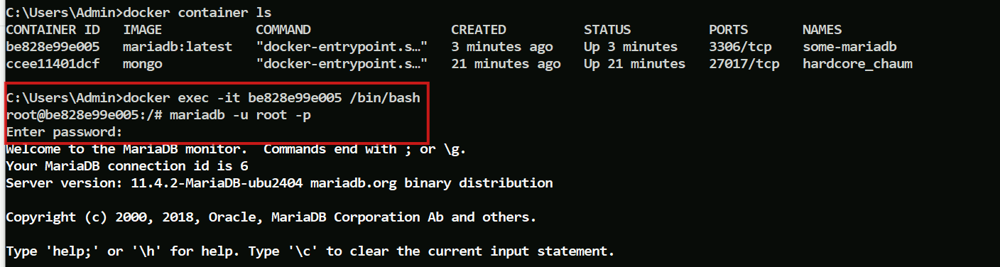 C:\Users\Admin>docker container ls
CONTAINER ID   IMAGE            COMMAND                  CREATED          STATUS          PORTS       NAMES
be828e99e005   mariadb:latest   "docker-entrypoint.s…"   3 minutes ago    Up 3 minutes    3306/tcp    some-mariadb
ccee11401dcf   mongo            "docker-entrypoint.s…"   21 minutes ago   Up 21 minutes   27017/tcp   hardcore_chaum
C:\Users\Admin>docker exec -it be828e99e005 /bin/bash
root@be828e99e005:/# mariadb -u root -p
Enter password:
Welcome to the MariaDB monitor.  Commands end with ; or \g.
Your MariaDB connection id is 6
Server version: 11.4.2-MariaDB-ubu2404 mariadb.org binary distribution
Copyright (c) 2000, 2018, Oracle, MariaDB Corporation Ab and others.
Type 'help;' or '\h' for help. Type '\c' to clear the current input statement.